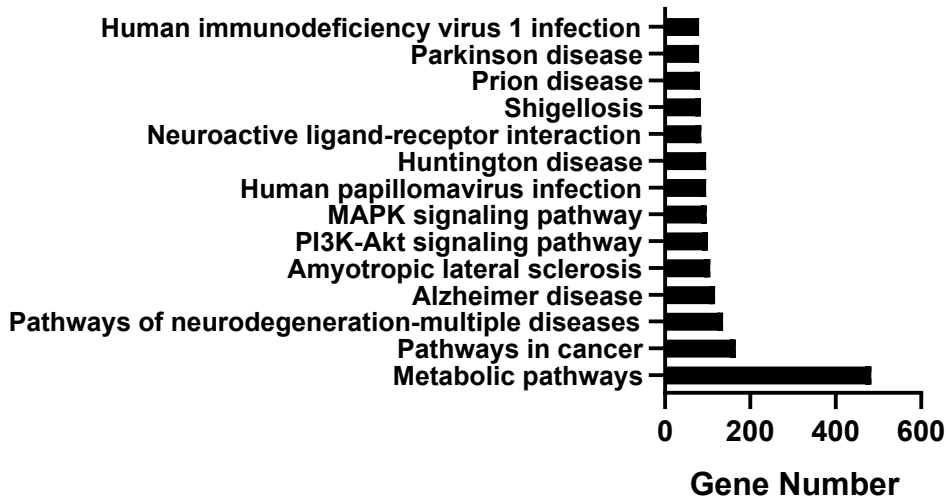 Human immunodeficiency virus 1 infection
Parkinson disease
Prion disease
Shigellosis
Neuroactive ligand-receptor interaction
Huntington disease
Human papillomavirus infection
MAPK signaling pathway
PI3K-Akt signaling pathway
Amyotropic lateral sclerosis
Alzheimer disease
Pathways of neurodegeneration-multiple diseases
Pathways in cancer
Metabolic pathways
0 200 400 600
Gene Number